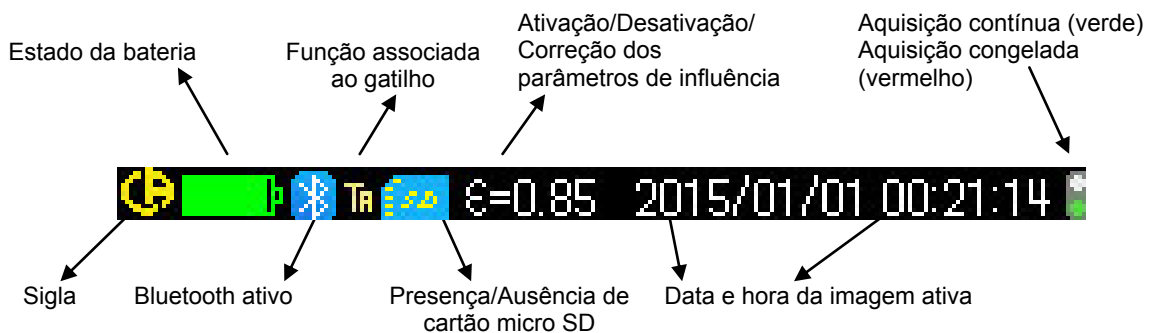 Estado da bateria
Função associada
ao gatilho
Ativação/Desativação/
Correção dos
parâmetros de influência
Aquisição contínua (verde)
Aquisição congelada
(vermelho)
CA TA SD ε=0.85 2015/01/01 00:21:14
Sigla
Bluetooth ativo
Presença/Ausência de
cartão micro SD
Data e hora da imagem ativa